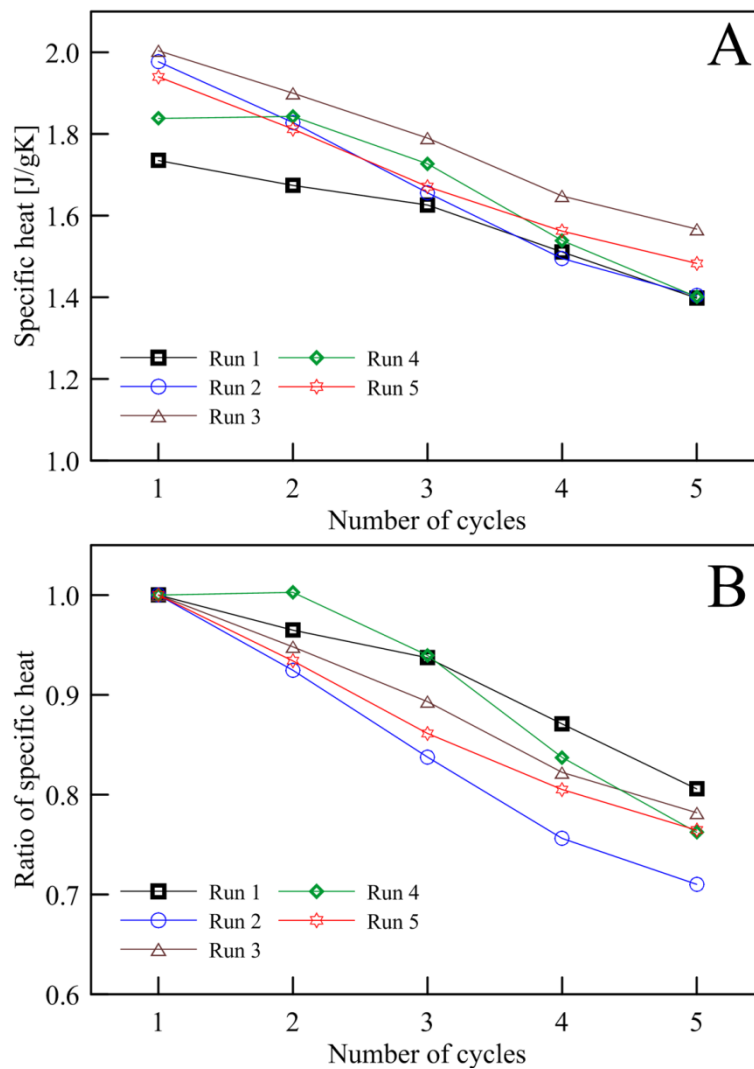 A
2.0
1.8
1.6
1.4
1.2
1.0
Specific heat [J/gK]
Run 1
Run 2
Run 3
Run 4
Run 5
1 2 3 4 5
Number of cycles
B
1.0
0.9
0.8
0.7
0.6
Ratio of specific heat
Run 1
Run 2
Run 3
Run 4
Run 5
1 2 3 4 5
Number of cycles